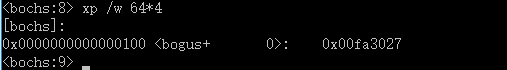 <bochs:8> xp /w 64*4
[bochs]:
0x0000000000000100 <bogus+       0>:    0x00fa3027
<bochs:9>